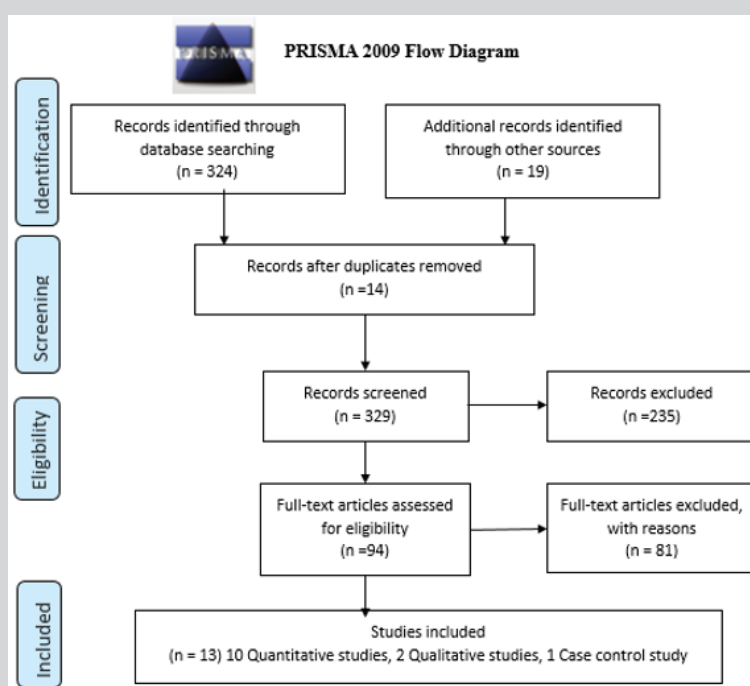 PRISMA
PRISMA 2009 Flow Diagram
Identification
Records identified through
database searching
(n = 324)
Additional records identified
through other sources
(n = 19)
Screening
Records after duplicates removed
(n =14)
Records screened
(n = 329)
Records excluded
(n =235)
Eligibility
Full-text articles assessed
for eligibility
(n =94)
Full-text articles excluded,
with reasons
(n = 81)
Included
Studies included
(n = 13) 10 Quantitative studies, 2 Qualitative studies, 1 Case control study